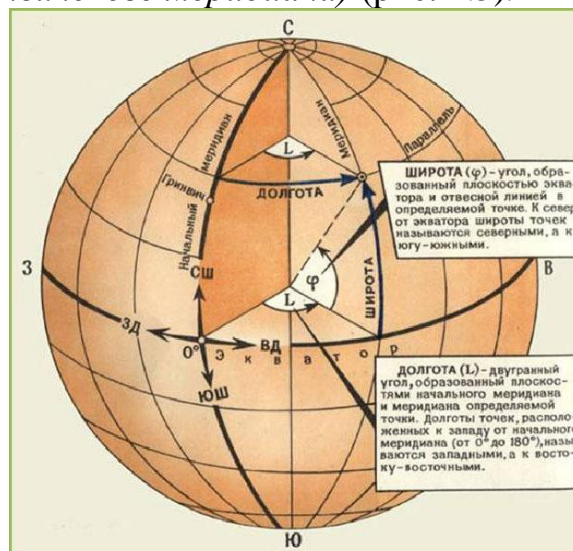 С
Меридиан
меридиан
Параллель
L
Гринвич
ДОЛГОТА
Начальный
ШИРОТА (φ) – угол, обра-
зованный плоскостью эква-
тора и отвесной линией в
определяемой точке. К север
от экватора широты точек
называются северными, а к
югу-южными.
З
СШ
φ
L
ШИРОТА
В
ЗД
ВД
0° Экватор
ЮШ
ДОЛГОТА (L) – двугранный
угол, образованный плоскос-
тями начального меридиана
и меридиана определяемой
точки. Долготы точек, располо-
женных к западу от начального
меридиана (от 0° до 180°), назы
ваются западными, а к восто-
ку-восточными.
Ю